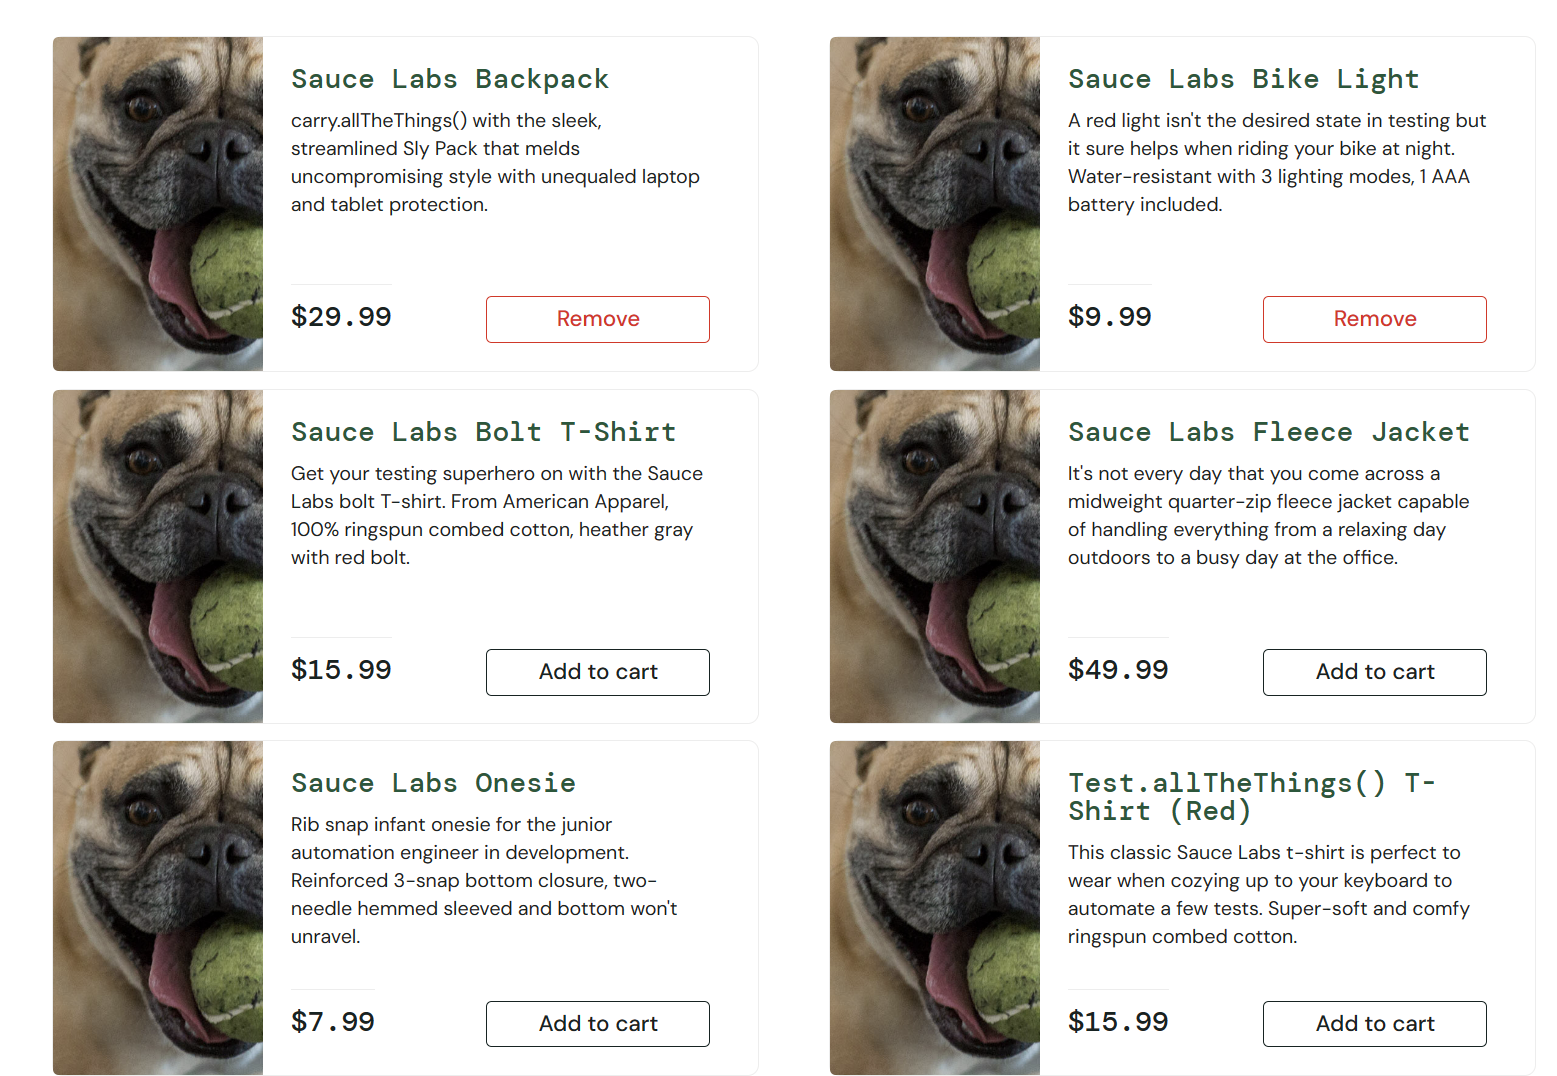 Sauce Labs Backpack
carry.allTheThings() with the sleek,
streamlined Sly Pack that melds
uncompromising style with unequaled laptop
and tablet protection.
$29.99
Remove
Sauce Labs Bike Light
A red light isn't the desired state in testing but
it sure helps when riding your bike at night.
Water-resistant with 3 lighting modes, 1 AAA
battery included.
$9.99
Remove
Sauce Labs Bolt T-Shirt
Get your testing superhero on with the Sauce
Labs bolt T-shirt. From American Apparel,
100% ringspun combed cotton, heather gray
with red bolt.
$15.99
Add to cart
Sauce Labs Fleece Jacket
It's not every day that you come across a
midweight quarter-zip fleece jacket capable
of handling everything from a relaxing day
outdoors to a busy day at the office.
$49.99
Add to cart
Sauce Labs Onesie
Rib snap infant onesie for the junior
automation engineer in development.
Reinforced 3-snap bottom closure, two-
needle hemmed sleeved and bottom won't
unravel.
$7.99
Add to cart
Test.allTheThings() T-
Shirt (Red)
This classic Sauce Labs t-shirt is perfect to
wear when cozying up to your keyboard to
automate a few tests. Super-soft and comfy
ringspun combed cotton.
$15.99
Add to cart